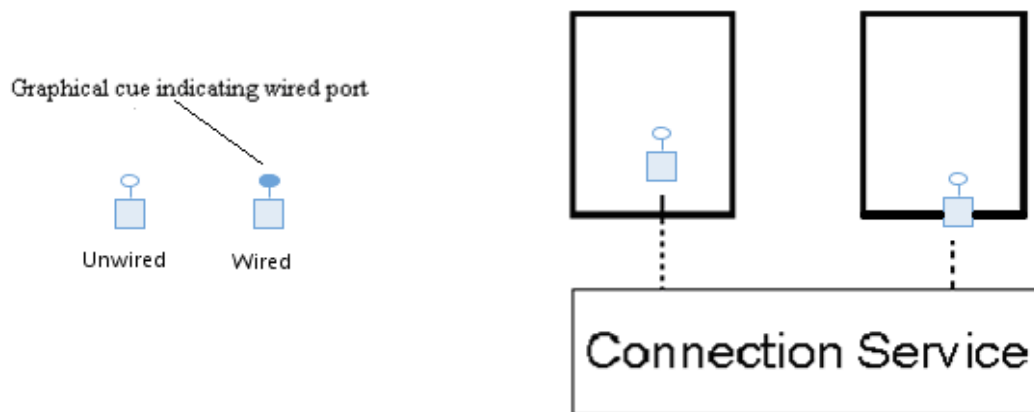 Graphical cue indicating wired port
Unwired
Wired
Connection Service